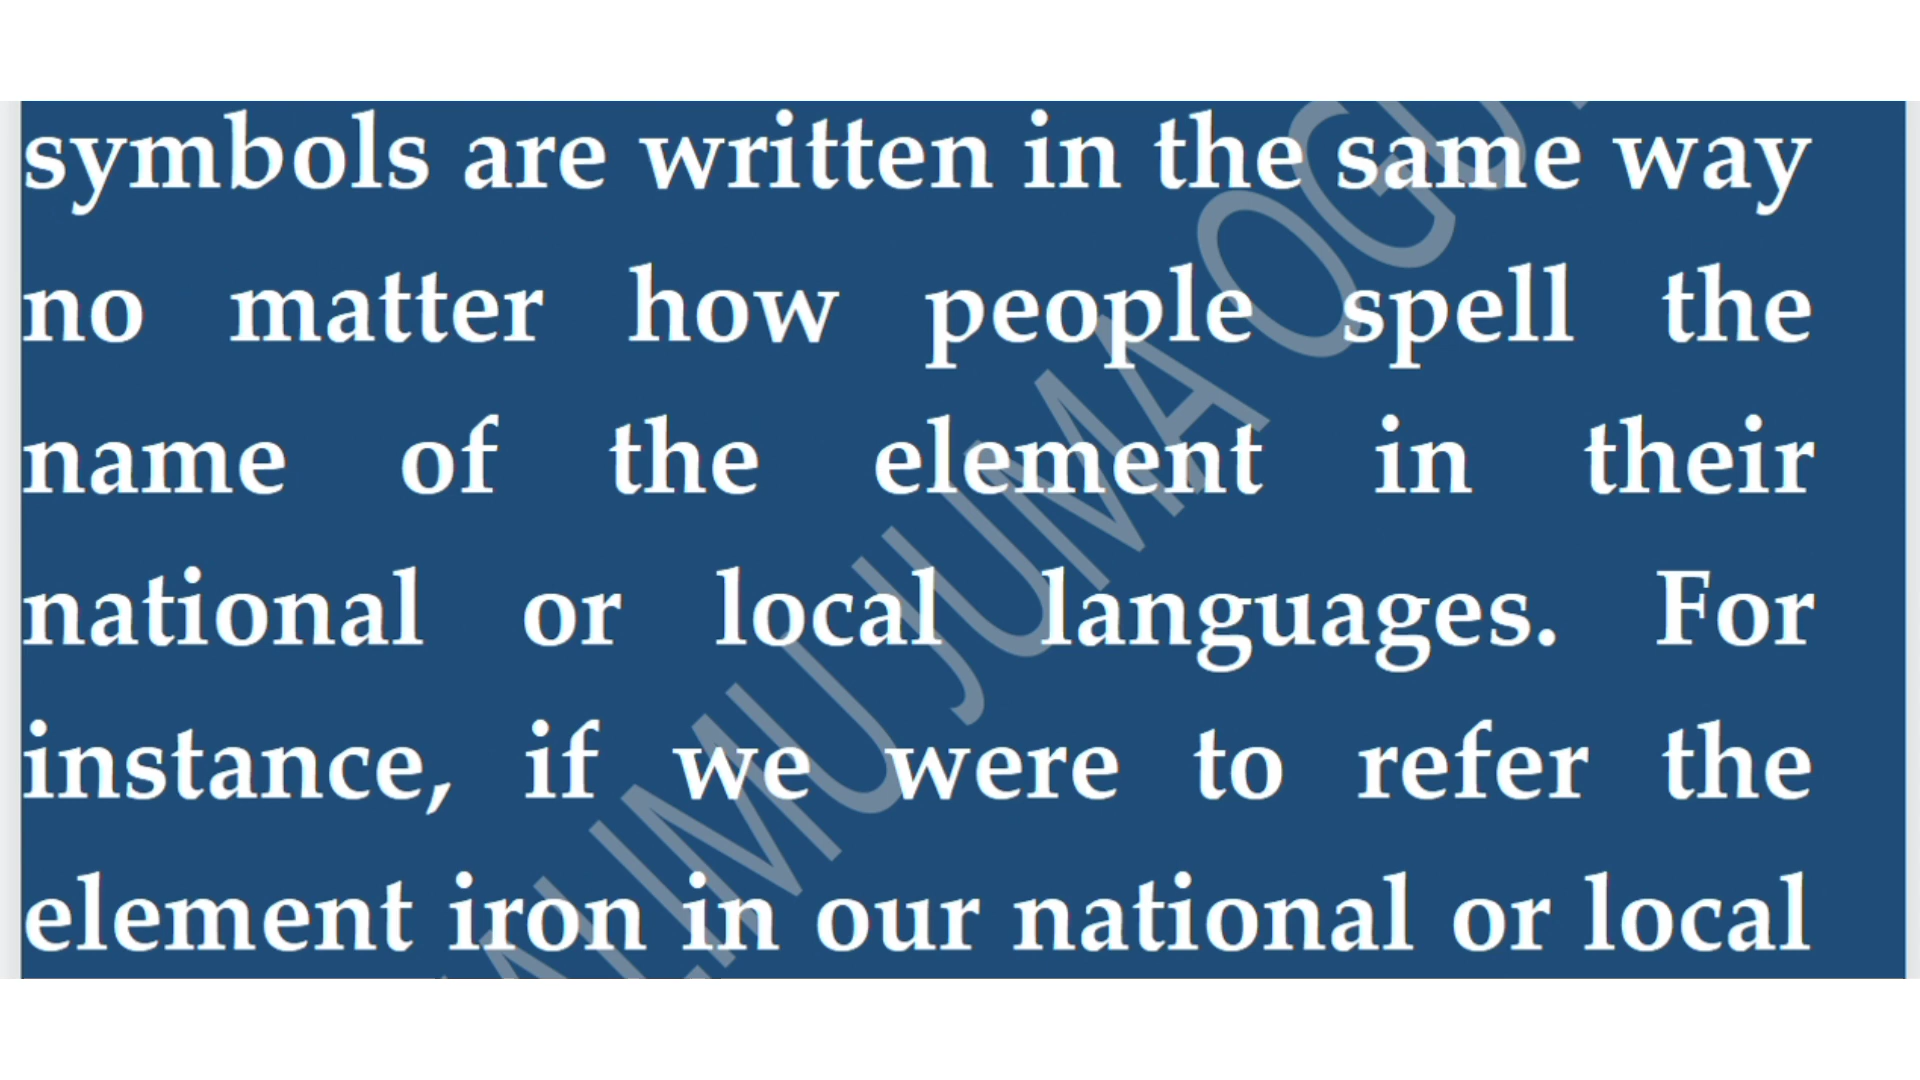 symbols are written in the same way
no matter how people spell the
name of the element in their
national or local languages. For
instance, if we were to refer the
element iron in our national or local
JUMA